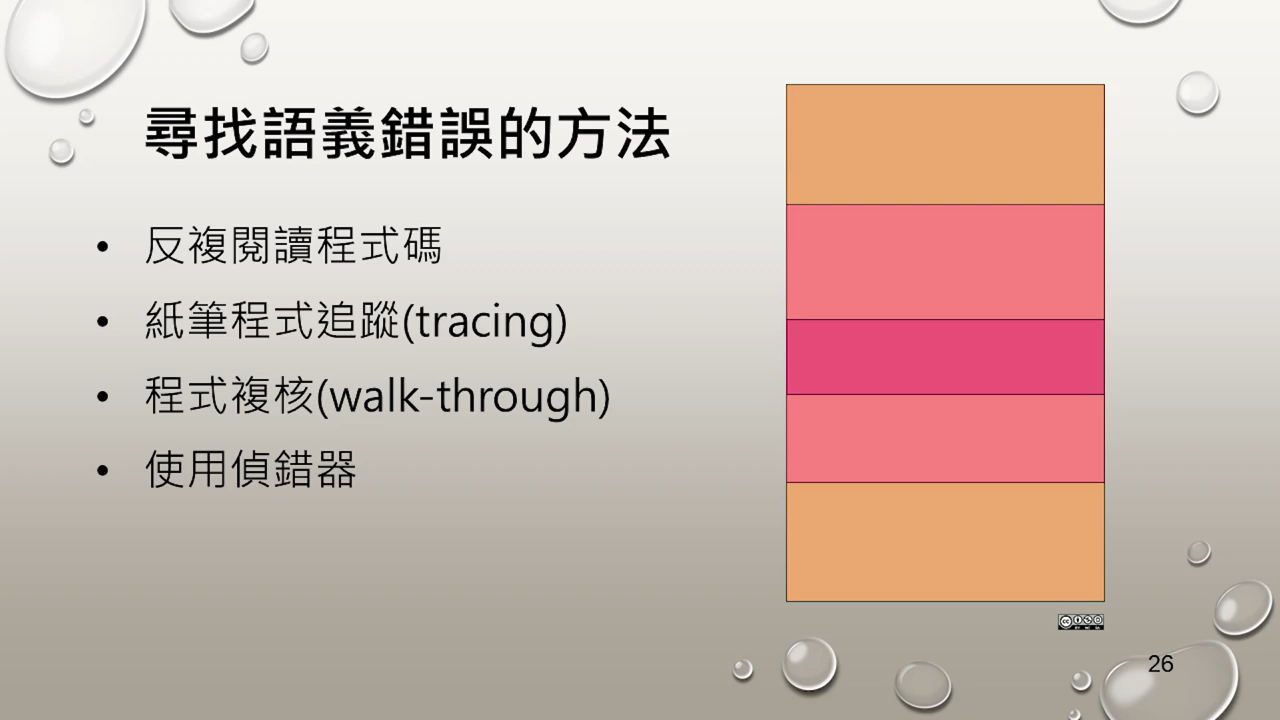 尋找語義錯誤的方法
• 反複閱讀程式碼
• 紙筆程式追蹤(tracing)
• 程式複核(walk-through)
• 使用偵錯器
26